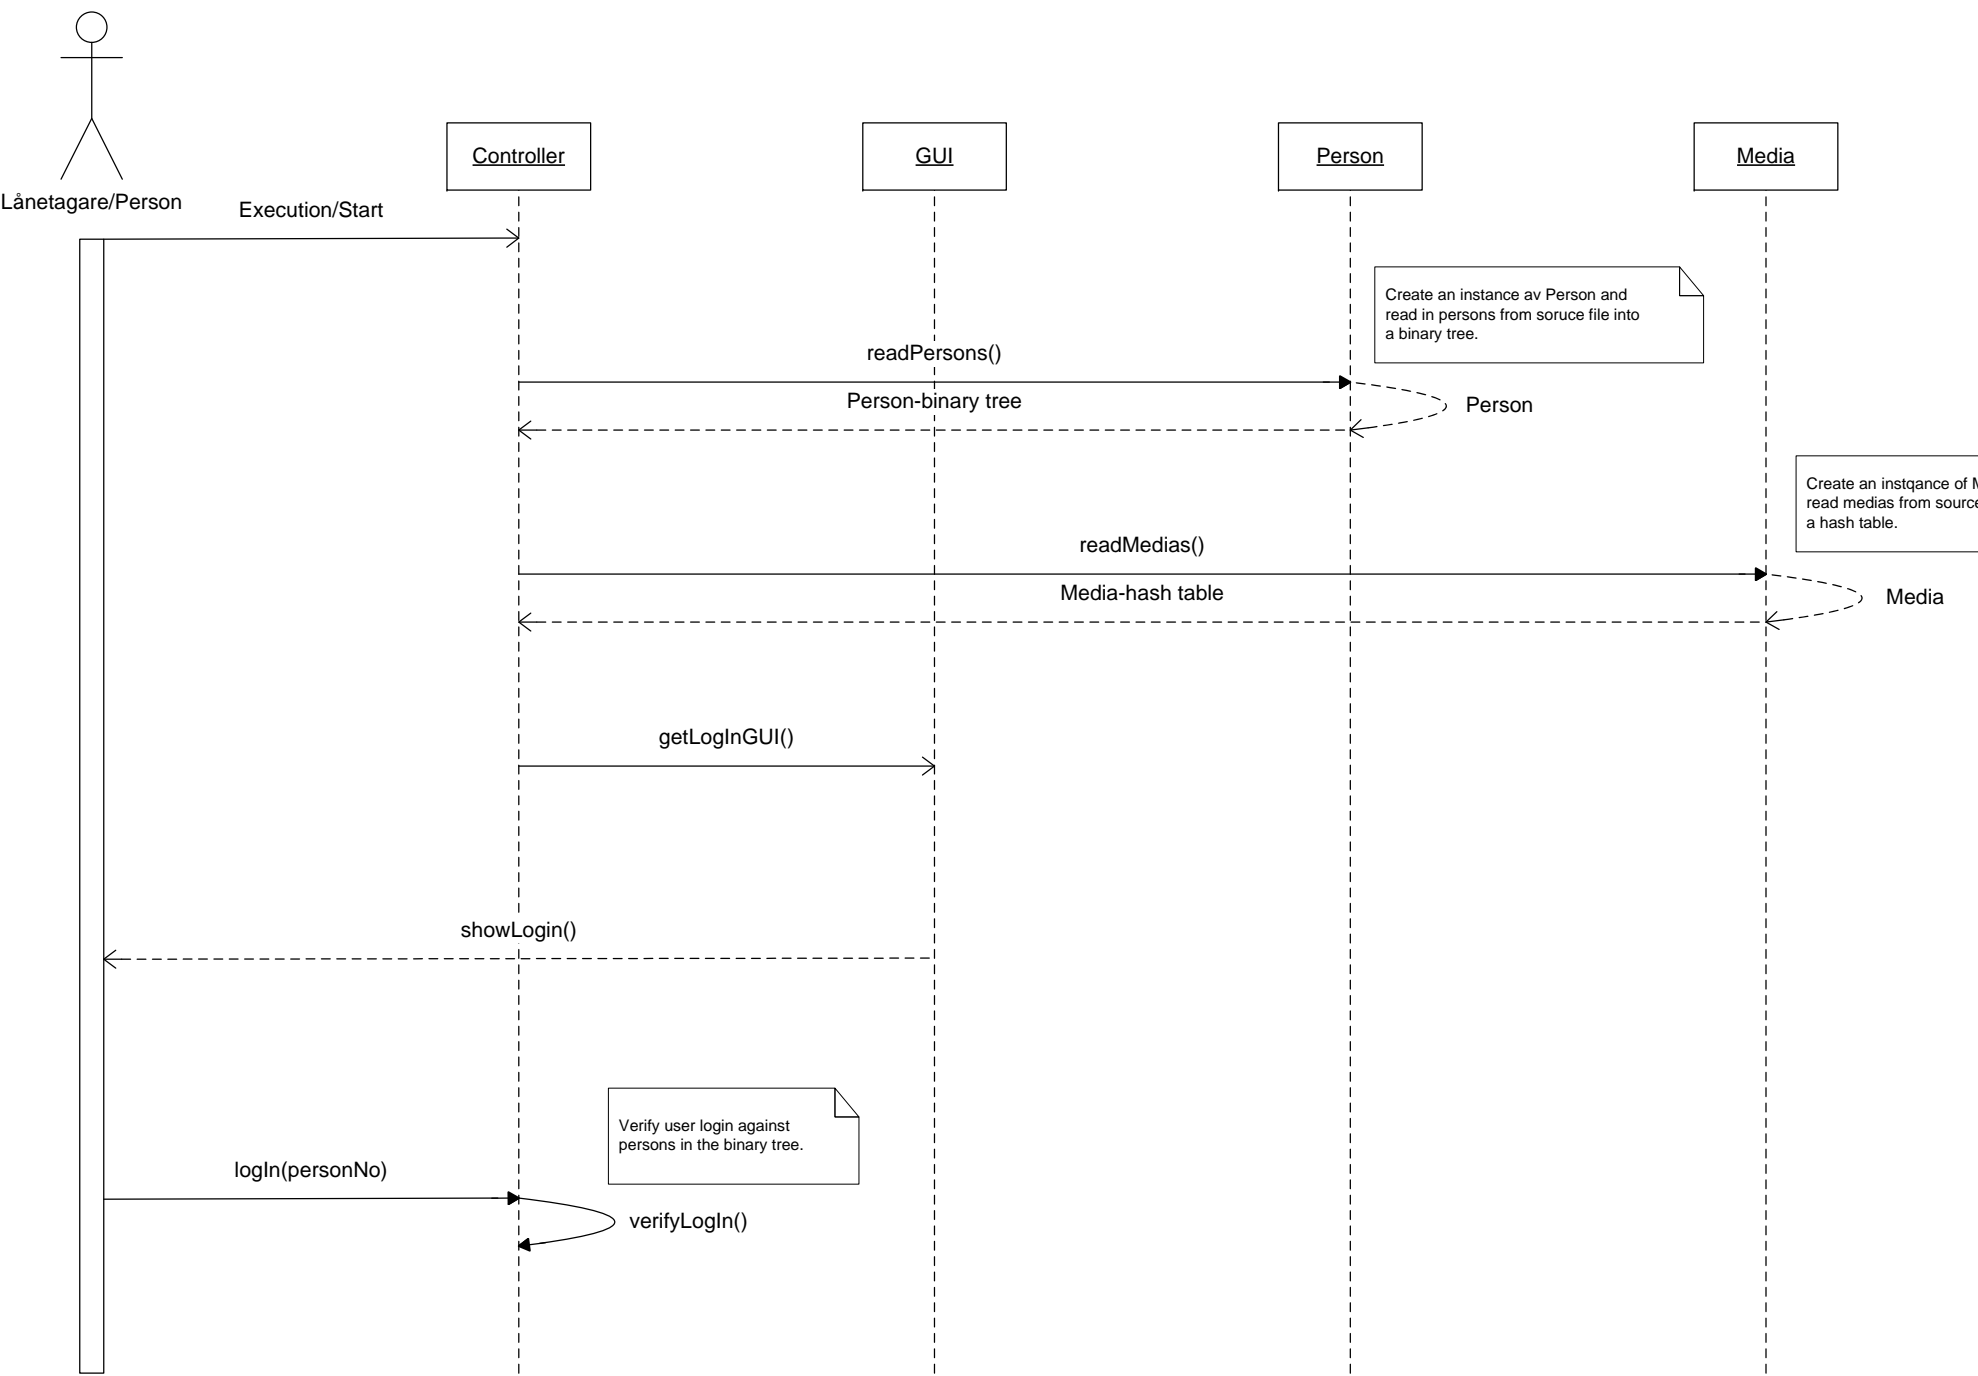 Controller
GUI
Person
Media
Lånetagare/Person
Execution/Start
Create an instance av Person and
read in persons from soruce file into
a binary tree.
readPersons()
Person-binary tree
Person
Create an instqance of
read medias from source
a hash table.
readMedias()
Media-hash table
Media
getLogInGUI()
showLogin()
Verify user login against
persons in the binary tree.
logIn(personNo)
verifyLogIn()